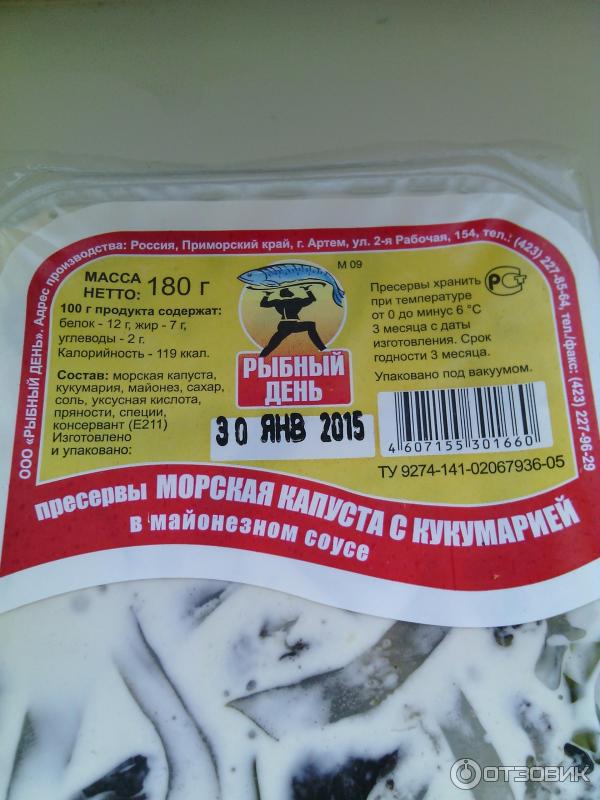 ООО «РЫБНЫЙ ДЕНЬ». Адрес производства: Россия, Приморский край, г. Артем, ул. 2-я Рабочая, 154, тел.: (423) 227-85-64, тел./факс: (423) 227-96-29
М 09
МАССА
НЕТТО: 180 г
100 г продукта содержат:
белок - 12 г, жир - 7 г,
углеводы - 2 г.
Калорийность - 119 ккал.
Состав: морская капуста,
кукумария, майонез, сахар,
соль, уксусная кислота,
пряности, специи,
консервант (Е211)
Изготовлено
и упаковано:
30 ЯНВ 2015
РЫБНЫЙ
ДЕНЬ
Пресервы хранить
при температуре
от 0 до минус 6 °С
3 месяца с даты
изготовления. Срок
годности 3 месяца.
Упаковано под вакуумом.
РСТ
4 607155 301660
ТУ 9274-141-02067936-05
пресервы МОРСКАЯ КАПУСТА С КУКУМАРИЕЙ
в майонезном соусе
ОТЗОВИК